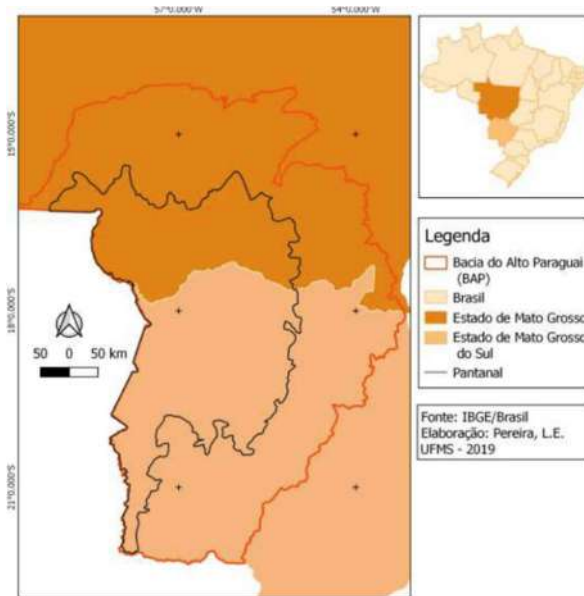 57°0.000'W 54°0.000'W
15°0.000'S
18°0.000'S
21°0.000'S
50 0 50 km
Legenda
Bacia do Alto Paraguai
(BAP)
Brasil
Estado de Mato Grosso
Estado de Mato Grosso
do Sul
Pantanal
Fonte: IBGE/Brasil
Elaboração: Pereira, L.E.
UFMS - 2019